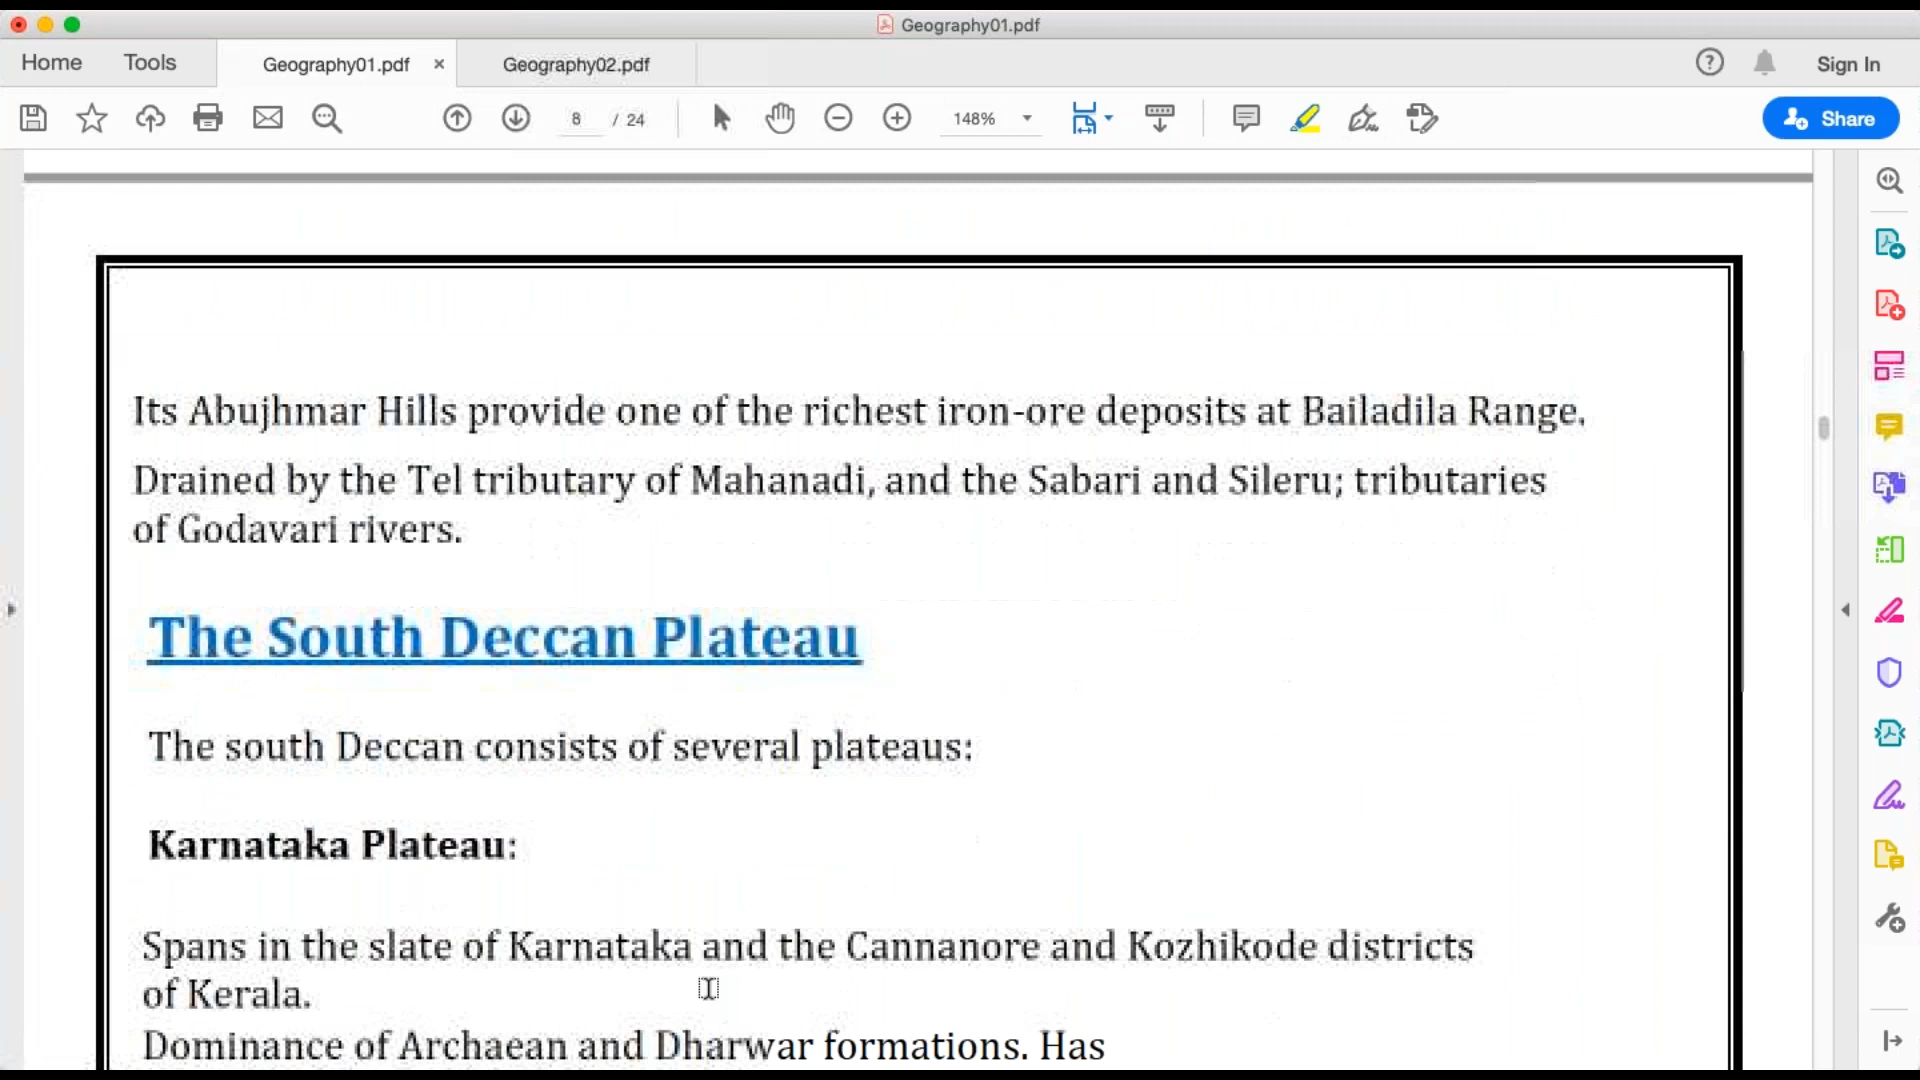 Geography01.pdf
Home Tools Geography01.pdf × Geography02.pdf Sign In
8 / 24 148% Share
Its Abujhmar Hills provide one of the richest iron-ore deposits at Bailadila Range.
Drained by the Tel tributary of Mahanadi, and the Sabari and Sileru; tributaries
of Godavari rivers.
The South Deccan Plateau
The south Deccan consists of several plateaus:
Karnataka Plateau:
Spans in the slate of Karnataka and the Cannanore and Kozhikode districts
of Kerala.
Dominance of Archaean and Dharwar formations. Has